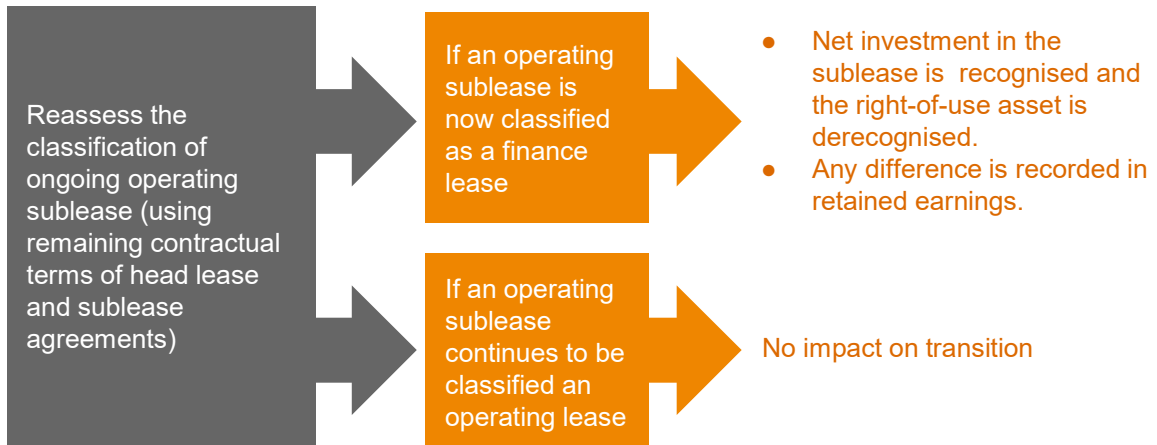 Reassess the
classification of
ongoing operating
sublease (using
remaining contractual
terms of head lease
and sublease
agreements)
If an operating
sublease is
now classified
as a finance
lease
● Net investment in the
sublease is recognised and
the right-of-use asset is
derecognised.
● Any difference is recorded in
retained earnings.
If an operating
sublease
continues to be
classified an
operating lease
No impact on transition